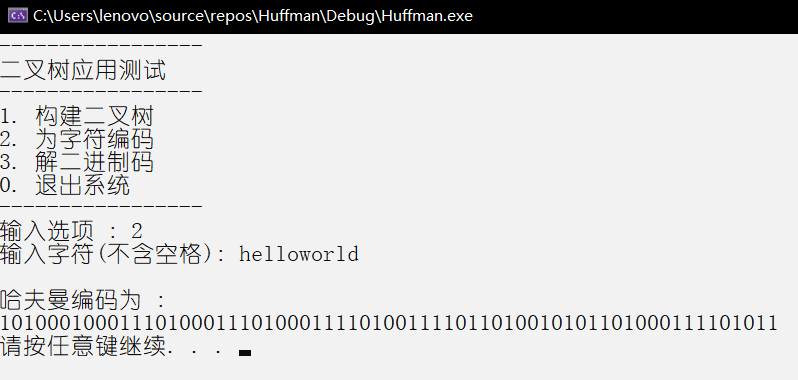 C:\Users\lenovo\source\repos\Huffman\Debug\Huffman.exe
-----------------
二叉树应用测试
-----------------
1. 构建二叉树
2. 为字符编码
3. 解二进制码
0. 退出系统
-----------------
输入选项 : 2
输入字符(不含空格): helloworld
哈夫曼编码为 :
10100010001110100011101000111101001111011010010101101000111101011
请按任意键继续. . .